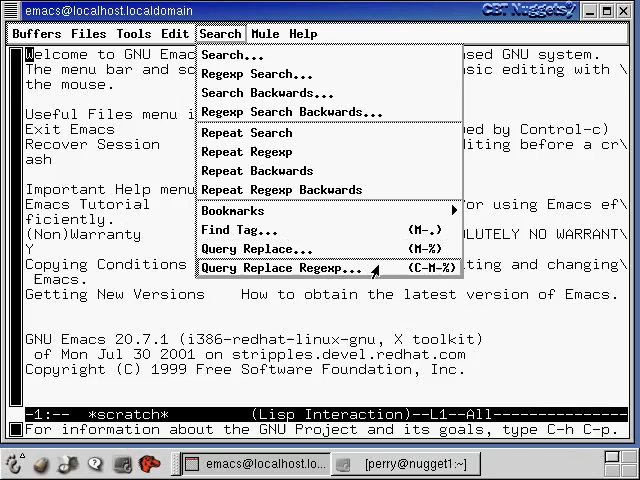 emacs@localhost.localdomain
CBT Nuggets
Buffers Files Tools Edit Search Mule Help
Welcome to GNU Emac
sed GNU system.
The menu bar and sc
sic editing with \
the mouse.
Search...
Regexp Search...
Search Backwards...
Regexp Search Backwards...
Repeat Search
Repeat Regexp
Repeat Backwards
Repeat Regexp Backwards
Bookmarks
Find Tag... (M-.)
Query Replace... (M-%)
Query Replace Regexp... (C-M-%)
Useful Files menu i
Exit Emacs
ed by Control-c)
Recover Session
diting before a cr\
ash
Important Help menu
Emacs Tutorial
or using Emacs ef\
ficiently.
(Non)Warranty
OLUTELY NO WARRANT\
Y
Copying Conditions
ting and changing\
Emacs.
Getting New Versions How to obtain the latest version of Emacs.
GNU Emacs 20.7.1 (i386-redhat-linux-gnu, X toolkit)
of Mon Jul 30 2001 on stripples.devel.redhat.com
Copyright (C) 1999 Free Software Foundation, Inc.
-1:-- *scratch* (Lisp Interaction)--L1--All--------------
For information about the GNU Project and its goals, type C-h C-p.
emacs@localhost.lo...
[perry@nugget1:~]